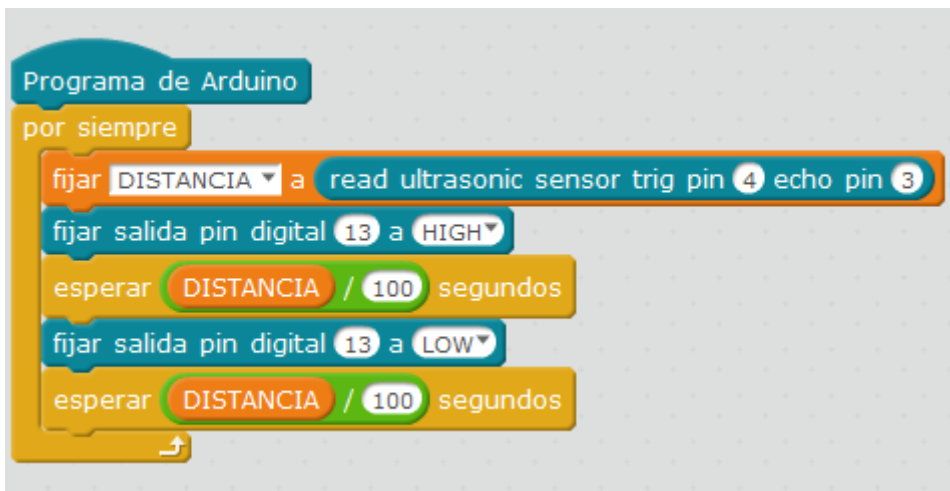 Programa de Arduino
por siempre
fijar DISTANCIA a read ultrasonic sensor trig pin 4 echo pin 3
fijar salida pin digital 13 a HIGH
esperar DISTANCIA / 100 segundos
fijar salida pin digital 13 a LOW
esperar DISTANCIA / 100 segundos